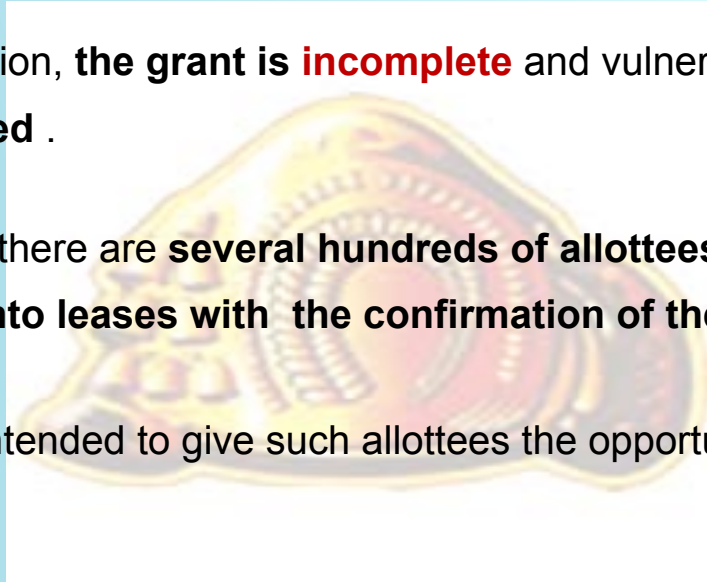 ion, the grant is incomplete and vulner
ed .
there are several hundreds of allottees
nto leases with  the confirmation of the
ntended to give such allottees the opportu